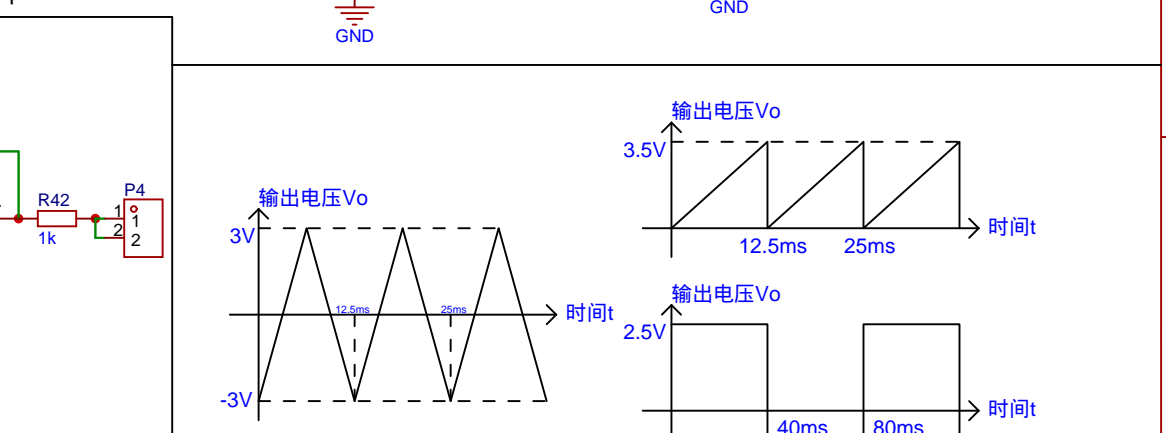 GND
GND
R42
1k
P4
1
2
1
2
输出电压Vo
3V
12.5ms
25ms
时间t
-3V
输出电压Vo
3.5V
时间t
12.5ms
25ms
输出电压Vo
2.5V
时间t
40ms
80ms